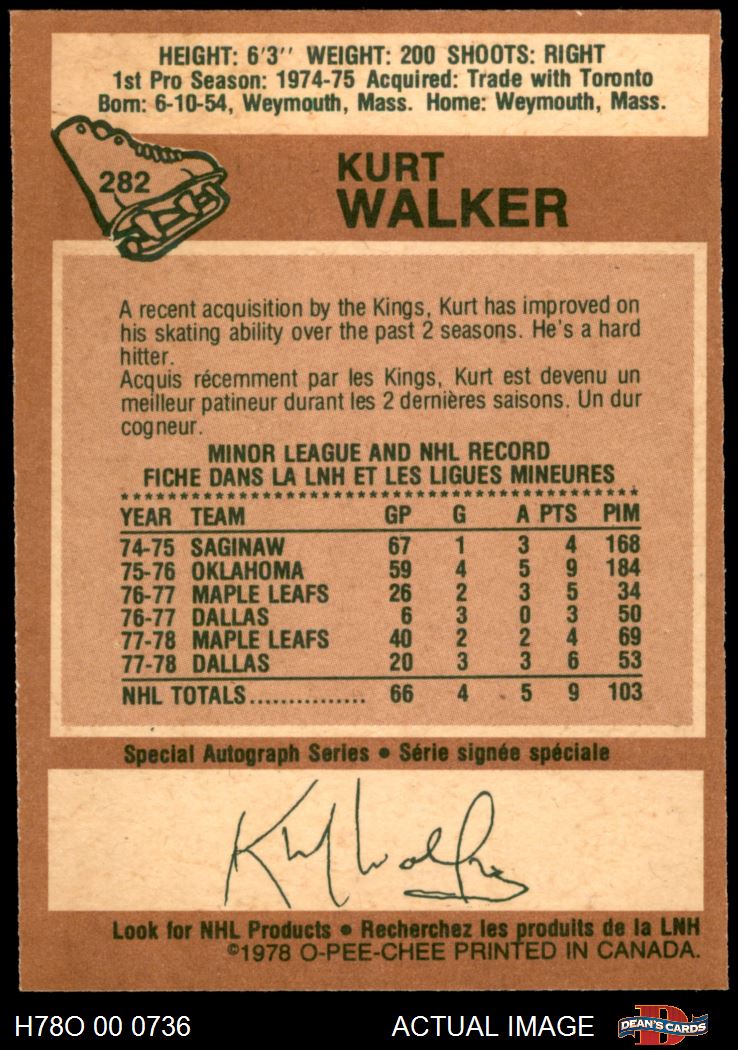 HEIGHT: 6'3'' WEIGHT: 200 SHOOTS: RIGHT
1st Pro Season: 1974-75 Acquired: Trade with Toronto
Born: 6-10-54, Weymouth, Mass. Home: Weymouth, Mass.
282
KURT
WALKER
A recent acquisition by the Kings, Kurt has improved on
his skating ability over the past 2 seasons. He's a hard
hitter.
Acquis récemment par les Kings, Kurt est devenu un
meilleur patineur durant les 2 dernières saisons. Un dur
cogneur.
MINOR LEAGUE AND NHL RECORD
FICHE DANS LA LNH ET LES LIGUES MINEURES
YEAR TEAM GP G A PTS PIM
74-75 SAGINAW 67 1 3 4 168
75-76 OKLAHOMA 59 4 5 9 184
76-77 MAPLE LEAFS 26 2 3 5 34
76-77 DALLAS 6 3 0 3 50
77-78 MAPLE LEAFS 40 2 2 4 69
77-78 DALLAS 20 3 3 6 53
NHL TOTALS............... 66 4 5 9 103
Special Autograph Series • Série signée spéciale
Kurt Walker
Look for NHL Products • Recherchez les produits de la LNH
©1978 O-PEE-CHEE PRINTED IN CANADA.
H78O 00 0736 ACTUAL IMAGE D DEAN'S CARDS